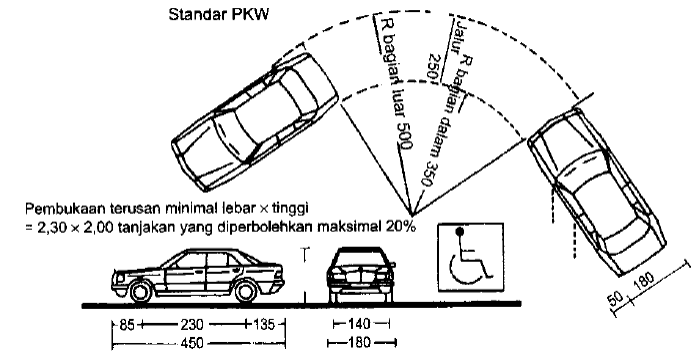 Standar PKW
R bagian luar 500
Jalur
250
R bagian dalam 350
Pembukaan terusan minimal lebar × tinggi
= 2,30 × 2,00 tanjakan yang diperbolehkan maksimal 20%
50 180
85 230 135
450
140
180